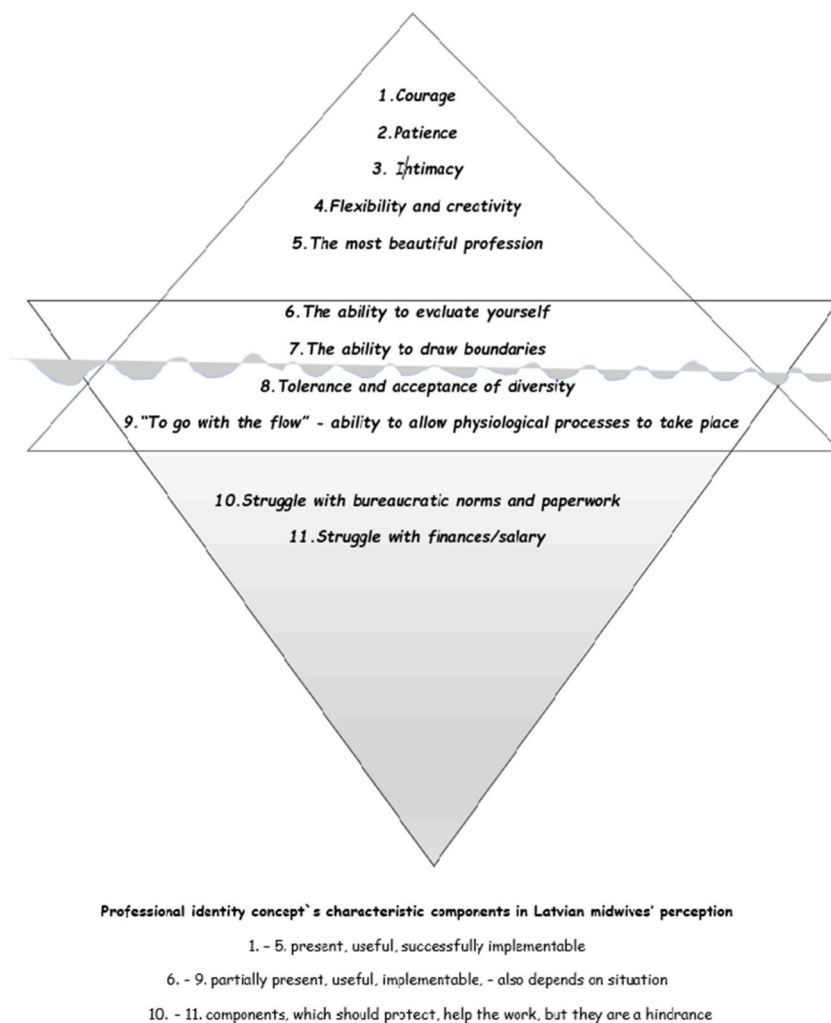 1.Courage
2.Patience
3. Intimacy
4.Flexibility and creativity
5.The most beautiful profession
6.The ability to evaluate yourself
7.The ability to draw boundaries
8.Tolerance and acceptance of diversity
9."To go with the flow" - ability to allow physiological processes to take place
10.Struggle with bureaucratic norms and paperwork
11.Struggle with finances/salary
Professional identity concept`s characteristic components in Latvian midwives' perception
1. - 5. present, useful, successfully implementable
6. - 9. partially present, useful, implementable, - also depends on situation
10. - 11. components, which should protect, help the work, but they are a hindrance